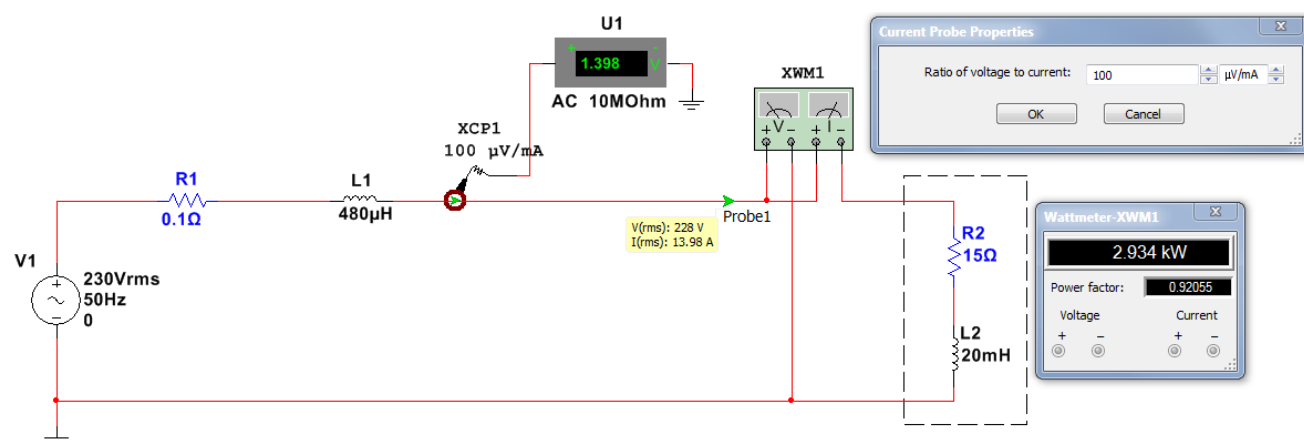 U1
+ 1.398 - V
AC 10MOhm
XCP1
100 µV/mA
XWM1
+ V − + I −
R1
0.1Ω
L1
480µH
V(rms): 228 V
I(rms): 13.98 A
Probe1
V1
230Vrms
50Hz
0
R2
15Ω
L2
20mH
Current Probe Properties
Ratio of voltage to current: 100 µV/mA
OK Cancel
Wattmeter-XWM1
2.934 kW
Power factor: 0.92055
Voltage Current
+ − + −